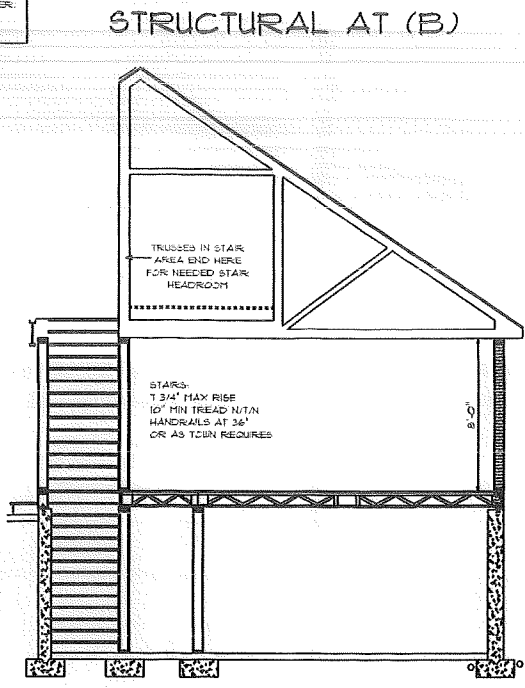 ER:
STRUCTURAL AT (B)
TRUSSES IN STAIR
AREA END HERE
FOR NEEDED STAIR
HEADROOM
STAIRS:
7 3/4" MAX RISE
10" MIN TREAD N/T/N
HANDRAILS AT 36"
OR AS TOWN REQUIRES
8'-0"